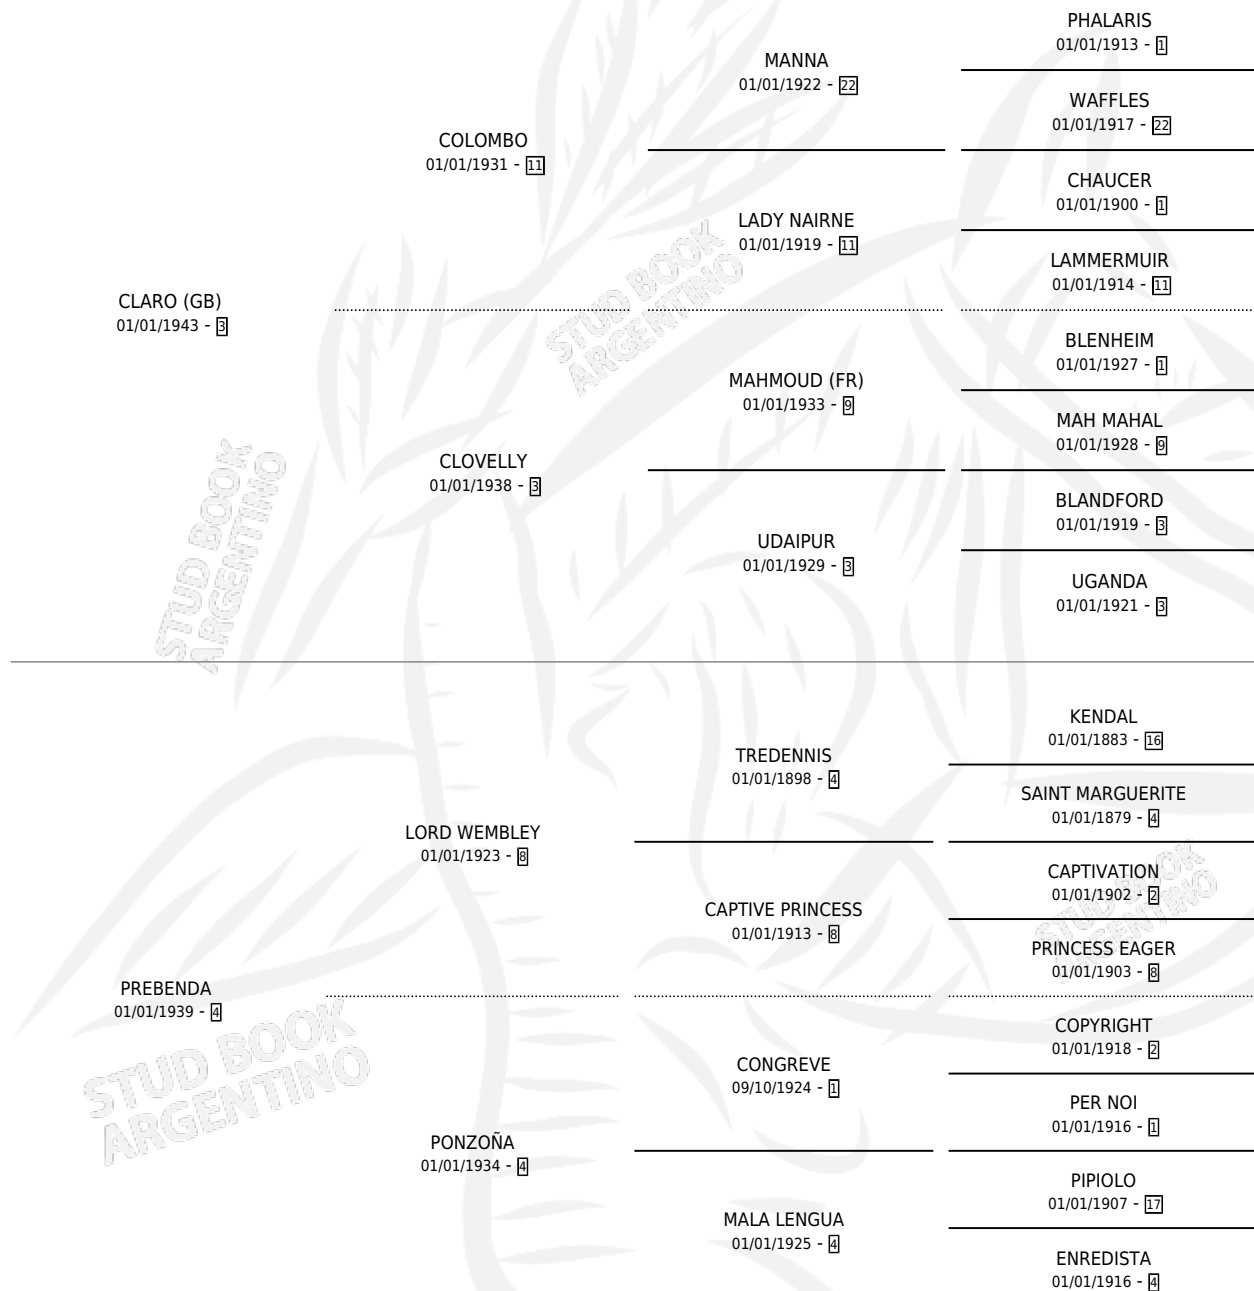 PHALARIS
01/01/1913 - 1
MANNA
01/01/1922 - 22
WAFFLES
01/01/1917 - 22
COLOMBO
01/01/1931 - 11
CHAUCER
01/01/1900 - 1
LADY NAIRNE
01/01/1919 - 11
LAMMERMUIR
01/01/1914 - 11
CLARO (GB)
01/01/1943 - 3
BLENHEIM
01/01/1927 - 1
MAHMOUD (FR)
01/01/1933 - 9
MAH MAHAL
01/01/1928 - 9
CLOVELLY
01/01/1938 - 3
BLANDFORD
01/01/1919 - 3
UDAIPUR
01/01/1929 - 3
UGANDA
01/01/1921 - 3
KENDAL
01/01/1883 - 16
TREDENNIS
01/01/1898 - 4
SAINT MARGUERITE
01/01/1879 - 4
LORD WEMBLEY
01/01/1923 - 8
CAPTIVATION
01/01/1902 - 2
CAPTIVE PRINCESS
01/01/1913 - 8
PRINCESS EAGER
01/01/1903 - 8
PREBENDA
01/01/1939 - 4
COPYRIGHT
01/01/1918 - 2
CONGREVE
09/10/1924 - 1
PER NOI
01/01/1916 - 1
PONZOÑA
01/01/1934 - 4
PIPIOLO
01/01/1907 - 17
MALA LENGUA
01/01/1925 - 4
ENREDISTA
01/01/1916 - 4
STUD BOOK
ARGENTINO
STUD BOOK
ARGENTINO
STUD BOOK
ARGENTINO
STUD BOOK
ARGENTINO